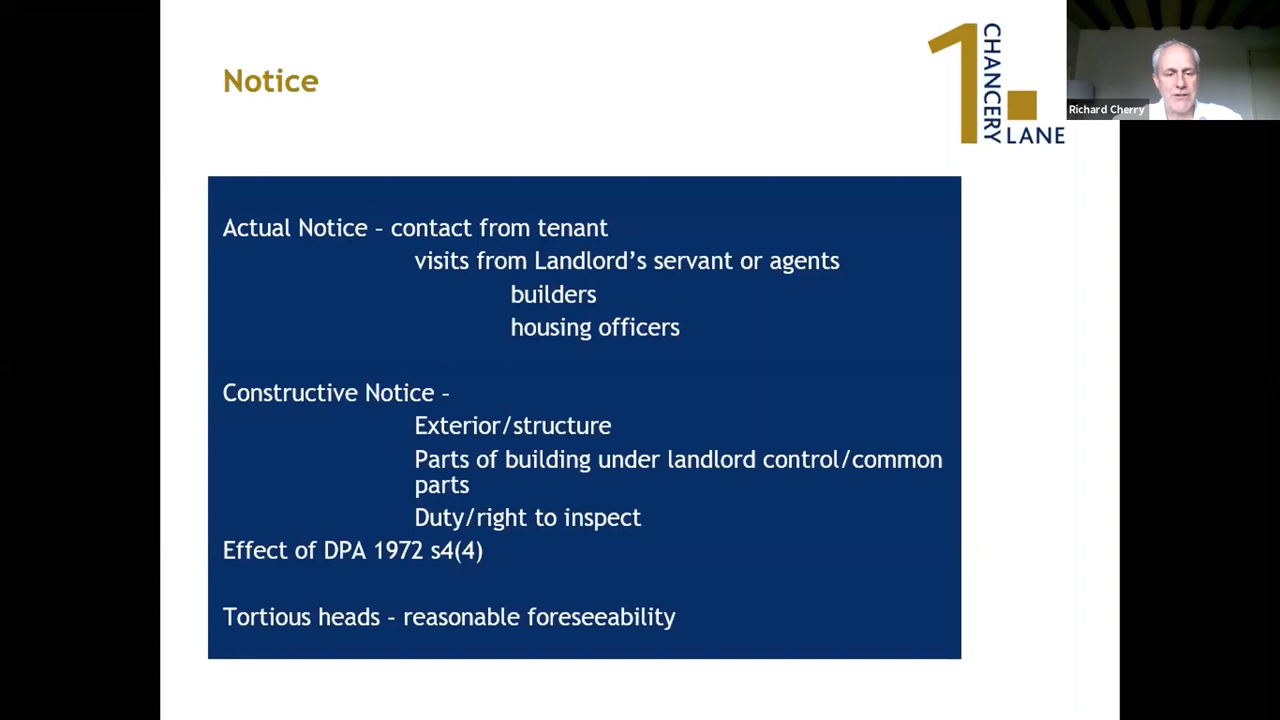 Notice
1 CHANCERY LANE
Richard Cherry
Actual Notice – contact from tenant
visits from Landlord’s servant or agents
builders
housing officers
Constructive Notice –
Exterior/structure
Parts of building under landlord control/common
parts
Duty/right to inspect
Effect of DPA 1972 s4(4)
Tortious heads – reasonable foreseeability